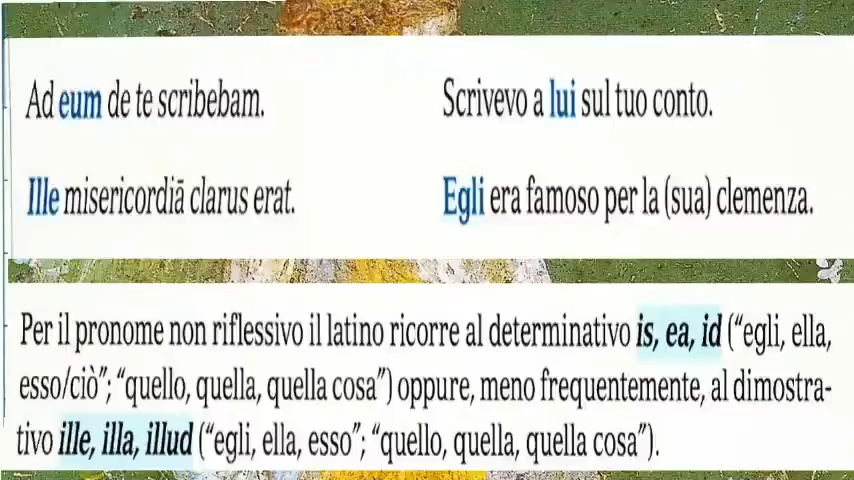 Ad eum de te scribebam. Scrivevo a lui sul tuo conto.
Ille misericordiā clarus erat. Egli era famoso per la (sua) clemenza.
Per il pronome non riflessivo il latino ricorre al determinativo is, ea, id (“egli, ella,
esso/ciò”; “quello, quella, quella cosa”) oppure, meno frequentemente, al dimostra-
tivo ille, illa, illud (“egli, ella, esso”; “quello, quella, quella cosa”).